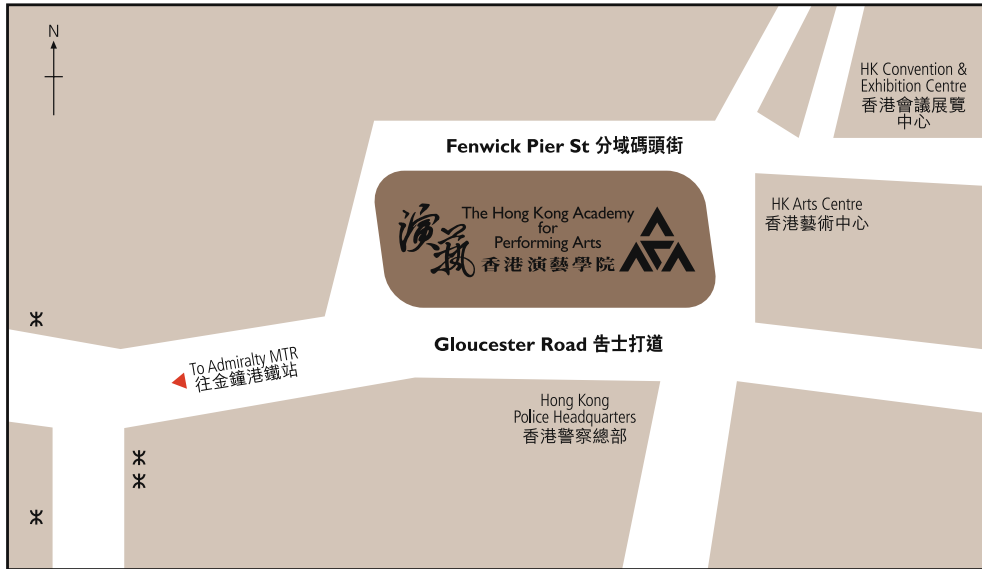 N
HK Convention &
Exhibition Centre
香港會議展覽
中心
Fenwick Pier St 分域碼頭街
HK Arts Centre
香港藝術中心
演藝
The Hong Kong Academy
for
Performing Arts
香港演藝學院
Gloucester Road 告士打道
To Admiralty MTR
往金鐘港鐵站
Hong Kong
Police Headquarters
香港警察總部